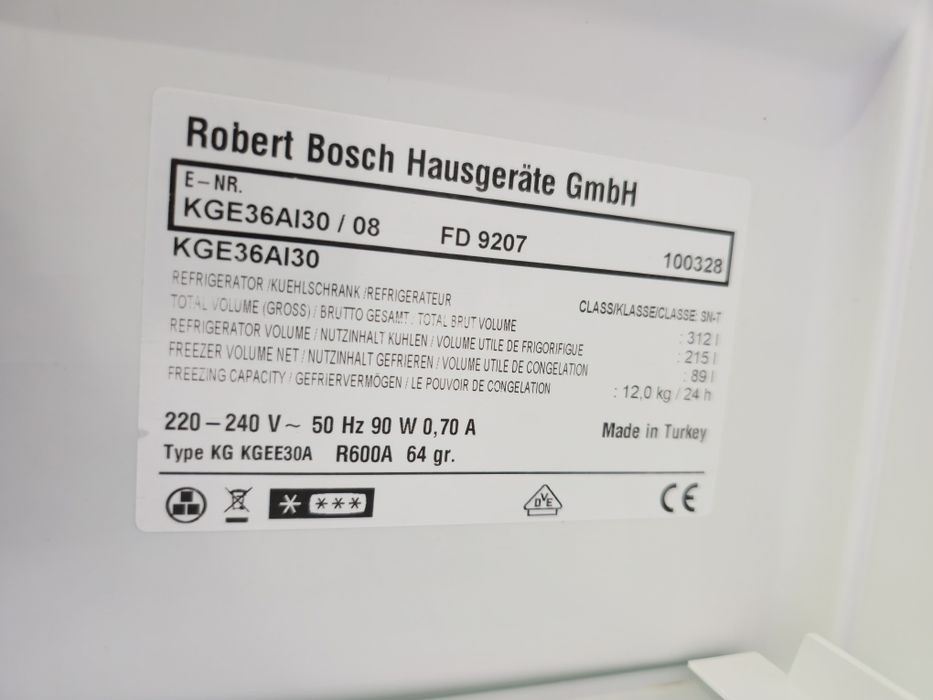 Robert Bosch Hausgeräte GmbH
E-NR.
KGE36AI30 / 08 FD 9207 100328
KGE36AI30
REFRIGERATOR /KUEHLSCHRANK /REFRIGERATEUR CLASS/KLASSE/CLASSE: SN-T
TOTAL VOLUME (GROSS) / BRUTTO GESAMT : TOTAL BRUT VOLUME : 312 l
REFRIGERATOR VOLUME / NUTZINHALT KUHLEN / VOLUME UTILE DE FRIGORIFIGUE : 215 l
FREEZER VOLUME NET / NUTZINHALT GEFRIEREN / VOLUME UTILE DE CONGELATION : 89 l
FREEZING CAPACITY / GEFRIERVERMÖGEN / LE POUVOIR DE CONGELATION : 12,0 kg / 24 h
220 – 240 V ~ 50 Hz 90 W 0,70 A Made in Turkey
Type KG KGEE30A R600A 64 gr.
DVE CE